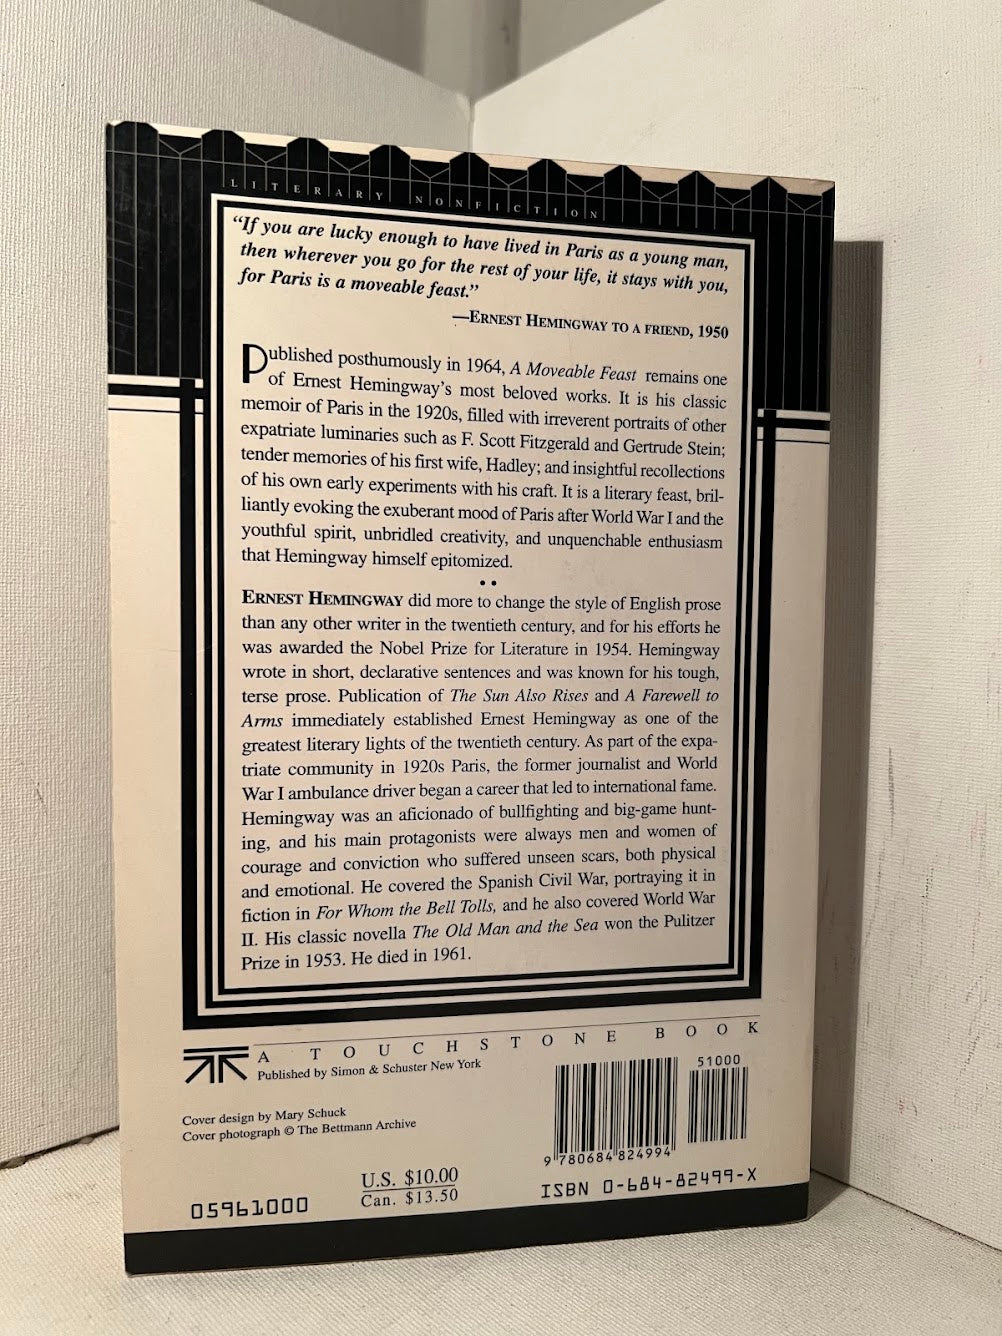 LITERARY NONFICTION
“If you are lucky enough to have lived in Paris as a young man,
then wherever you go for the rest of your life, it stays with you,
for Paris is a moveable feast.”
—ERNEST HEMINGWAY TO A FRIEND, 1950
Published posthumously in 1964, A Moveable Feast remains one
of Ernest Hemingway’s most beloved works. It is his classic
memoir of Paris in the 1920s, filled with irreverent portraits of other
expatriate luminaries such as F. Scott Fitzgerald and Gertrude Stein;
tender memories of his first wife, Hadley; and insightful recollections
of his own early experiments with his craft. It is a literary feast, bril-
liantly evoking the exuberant mood of Paris after World War I and the
youthful spirit, unbridled creativity, and unquenchable enthusiasm
that Hemingway himself epitomized.
••
ERNEST HEMINGWAY did more to change the style of English prose
than any other writer in the twentieth century, and for his efforts he
was awarded the Nobel Prize for Literature in 1954. Hemingway
wrote in short, declarative sentences and was known for his tough,
terse prose. Publication of The Sun Also Rises and A Farewell to
Arms immediately established Ernest Hemingway as one of the
greatest literary lights of the twentieth century. As part of the expa-
triate community in 1920s Paris, the former journalist and World
War I ambulance driver began a career that led to international fame.
Hemingway was an aficionado of bullfighting and big-game hunt-
ing, and his main protagonists were always men and women of
courage and conviction who suffered unseen scars, both physical
and emotional. He covered the Spanish Civil War, portraying it in
fiction in For Whom the Bell Tolls, and he also covered World War
II. His classic novella The Old Man and the Sea won the Pulitzer
Prize in 1953. He died in 1961.
A TOUCHSTONE BOOK
Published by Simon & Schuster New York
Cover design by Mary Schuck
Cover photograph © The Bettmann Archive
51000
9 780684 824994
U.S. $10.00
Can. $13.50
05961000
ISBN 0-684-82499-X